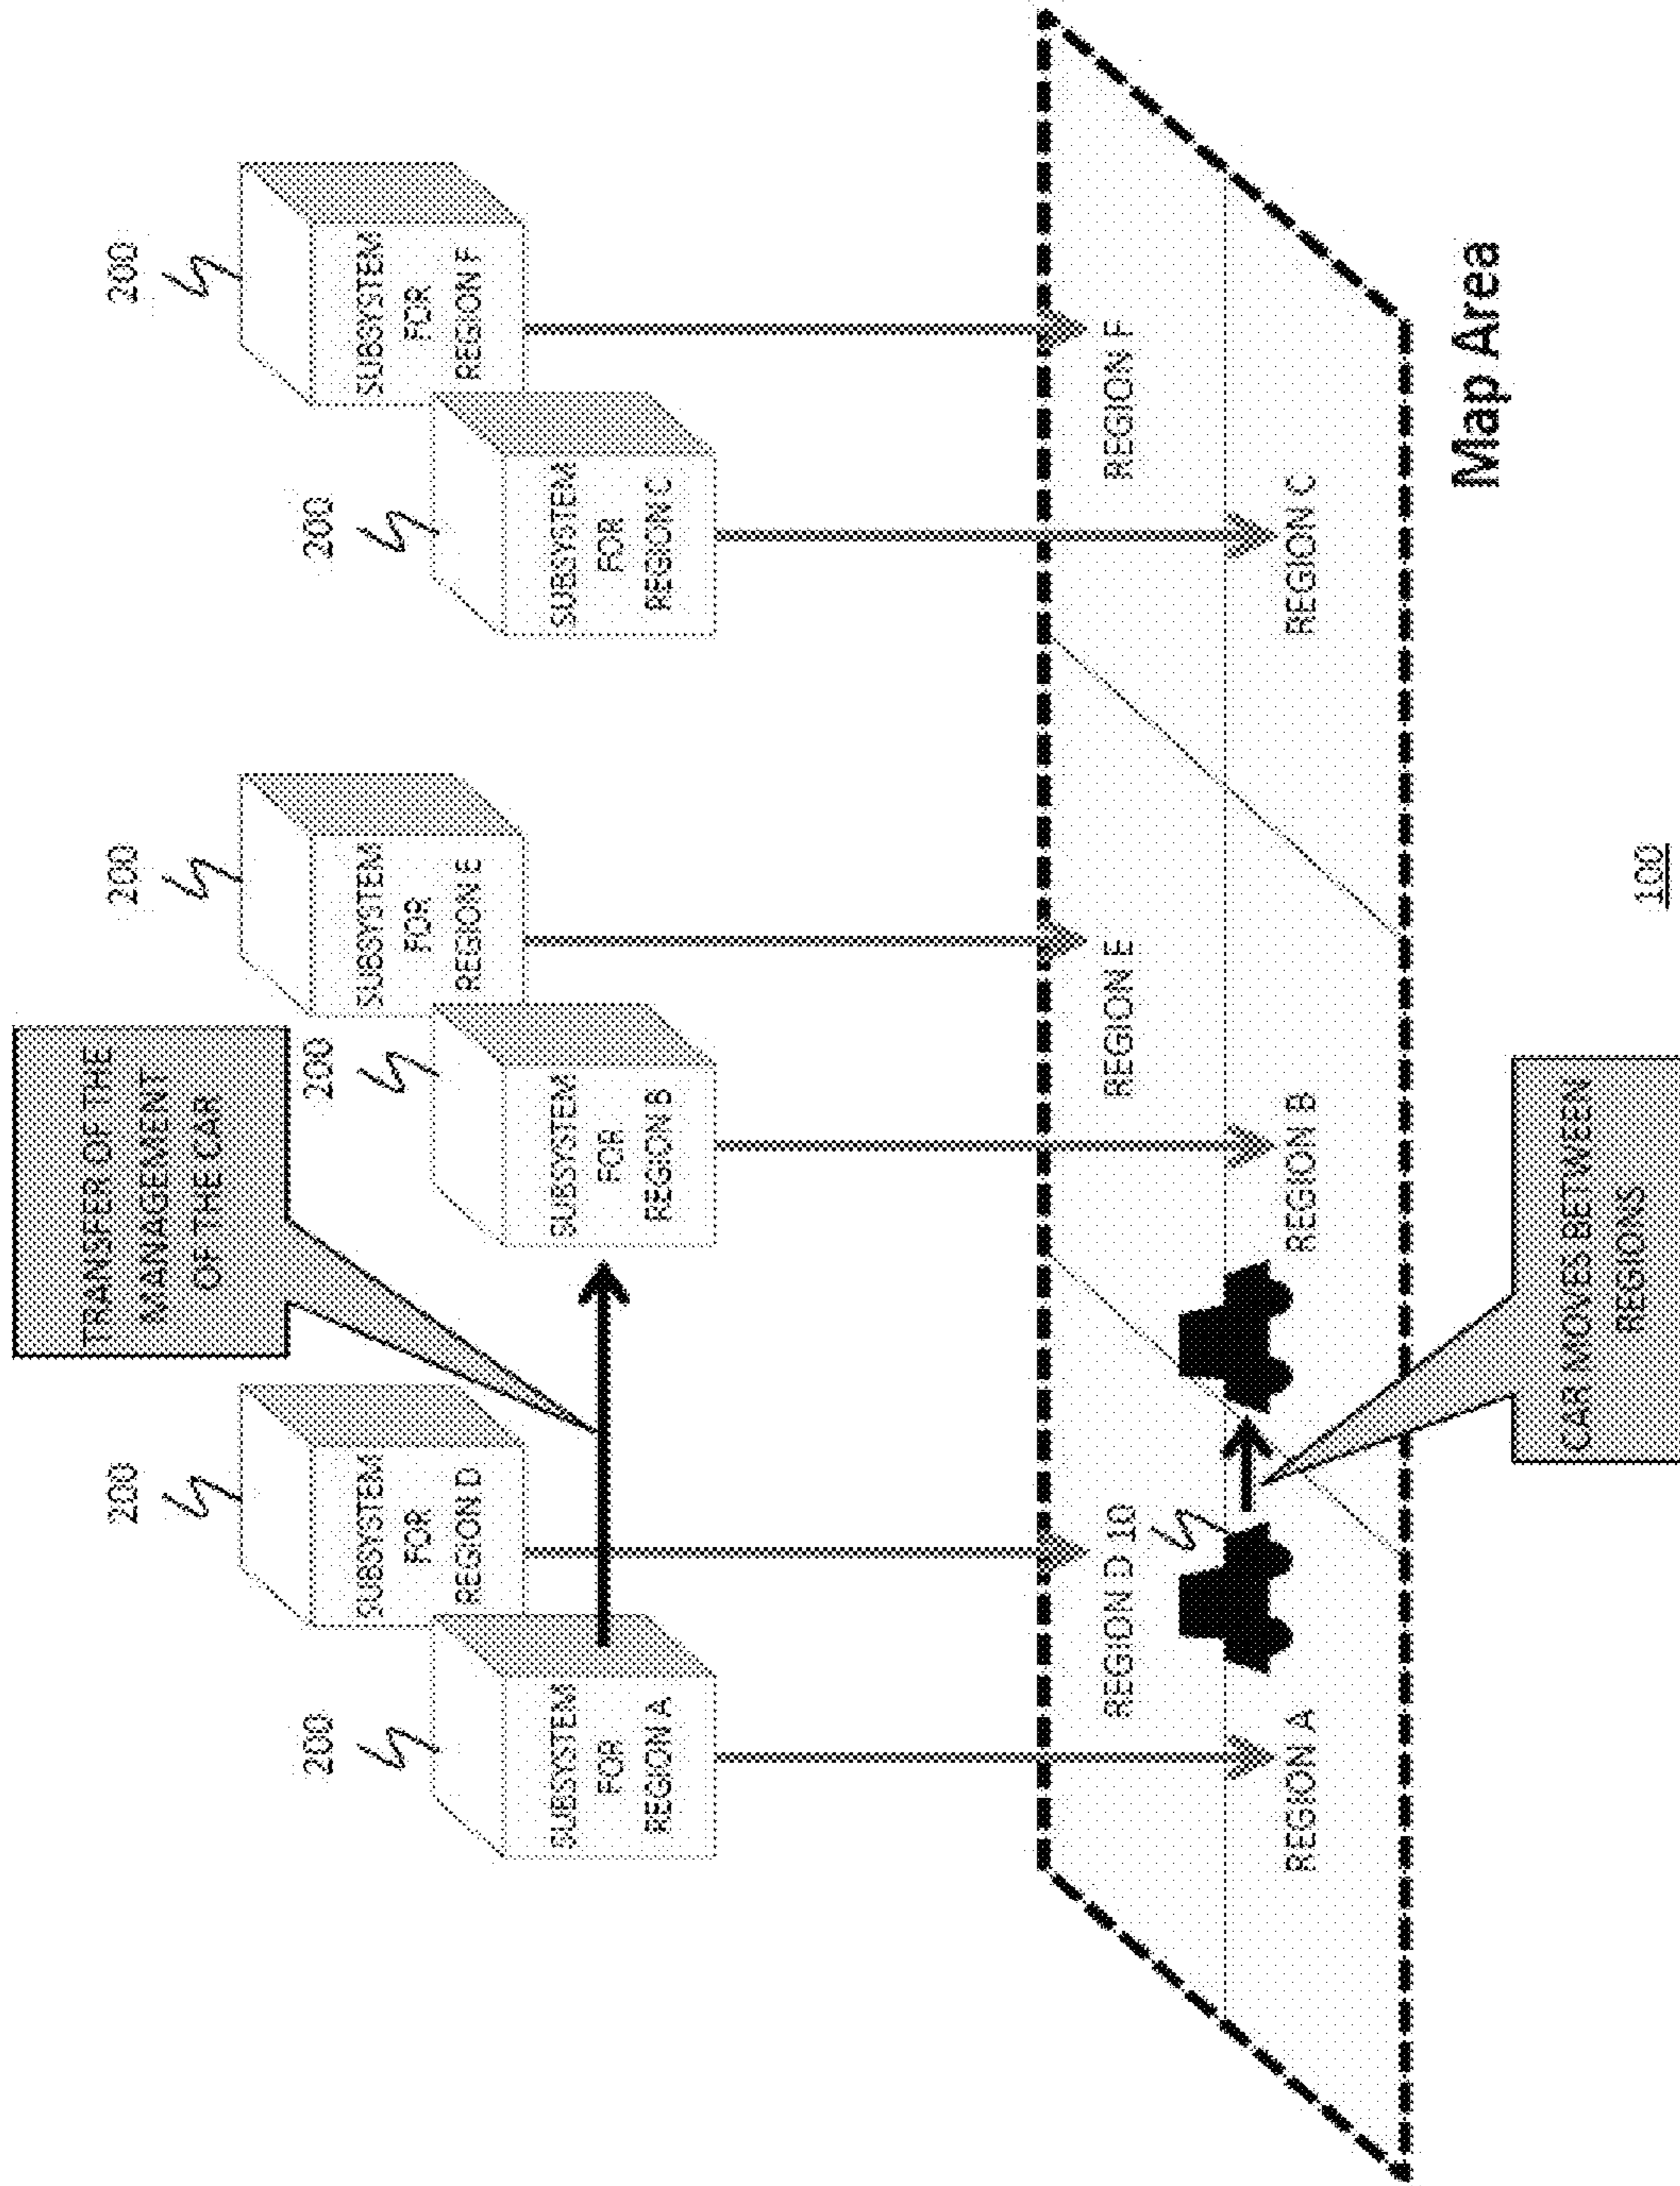 TRANSFER OF THE
MANAGEMENT
OF THE CAR
200
SUBSYSTEM
FOR
REGION D
200
SUBSYSTEM
FOR
REGION E
200
SUBSYSTEM
FOR
REGION F
200
SUBSYSTEM
FOR
REGION A
200
SUBSYSTEM
FOR
REGION B
200
SUBSYSTEM
FOR
REGION C
REGION D
10
REGION E
REGION F
REGION A
REGION B
REGION C
Map Area
CAR MOVES BETWEEN
REGIONS
100